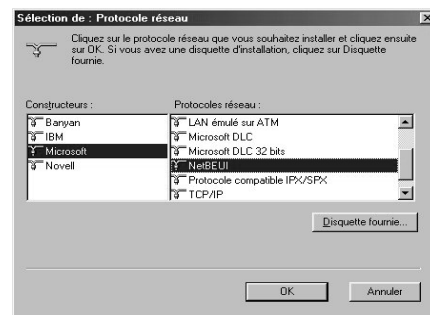 Sélection de : Protocole réseau
Cliquez sur le protocole réseau que vous souhaitez installer et cliquez ensuite
sur OK. Si vous avez une disquette d'installation, cliquez sur Disquette
fournie.
Constructeurs :
Protocoles réseau :
Banyan
IBM
Microsoft
Novell
LAN émulé sur ATM
Microsoft DLC
Microsoft DLC 32 bits
NetBEUI
Protocole compatible IPX/SPX
TCP/IP
Disquette fournie...
OK
Annuler